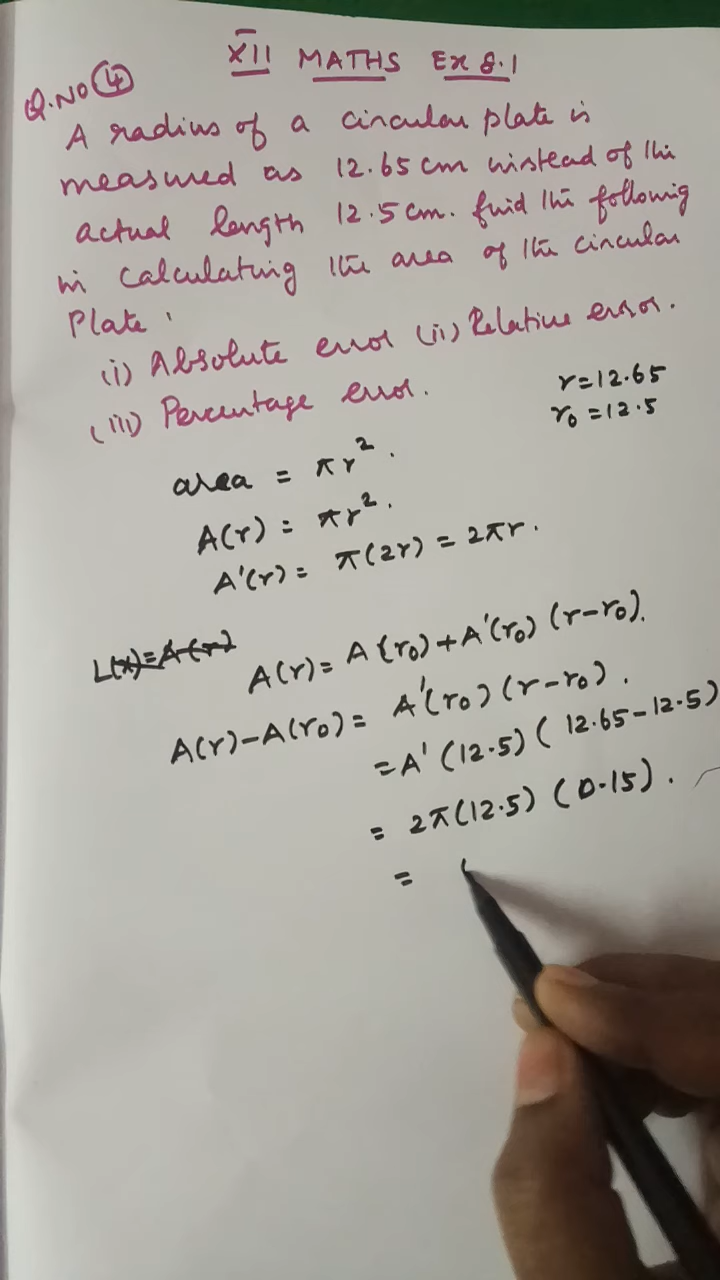 XII MATHS Ex 8.1
Q.NO 4
A radius of a circular plate is
measured as 12.65 cm instead of the
actual length 12.5cm. find the following
in calculating the area of the circular
Plate:
(i) Absolute error (ii) Relative error.
(iii) Percentage error.
r=12.65
r₀=12.5
area = πr².
A(r) = πr².
A'(r) = π(2r) = 2πr.
L(x)=A(r)
A(r) = A(r₀)+A'(r₀)(r-r₀).
A(r)-A(r₀) = A'(r₀)(r-r₀).
= A'(12.5)(12.65-12.5)
= 2π(12.5)(0.15).
=